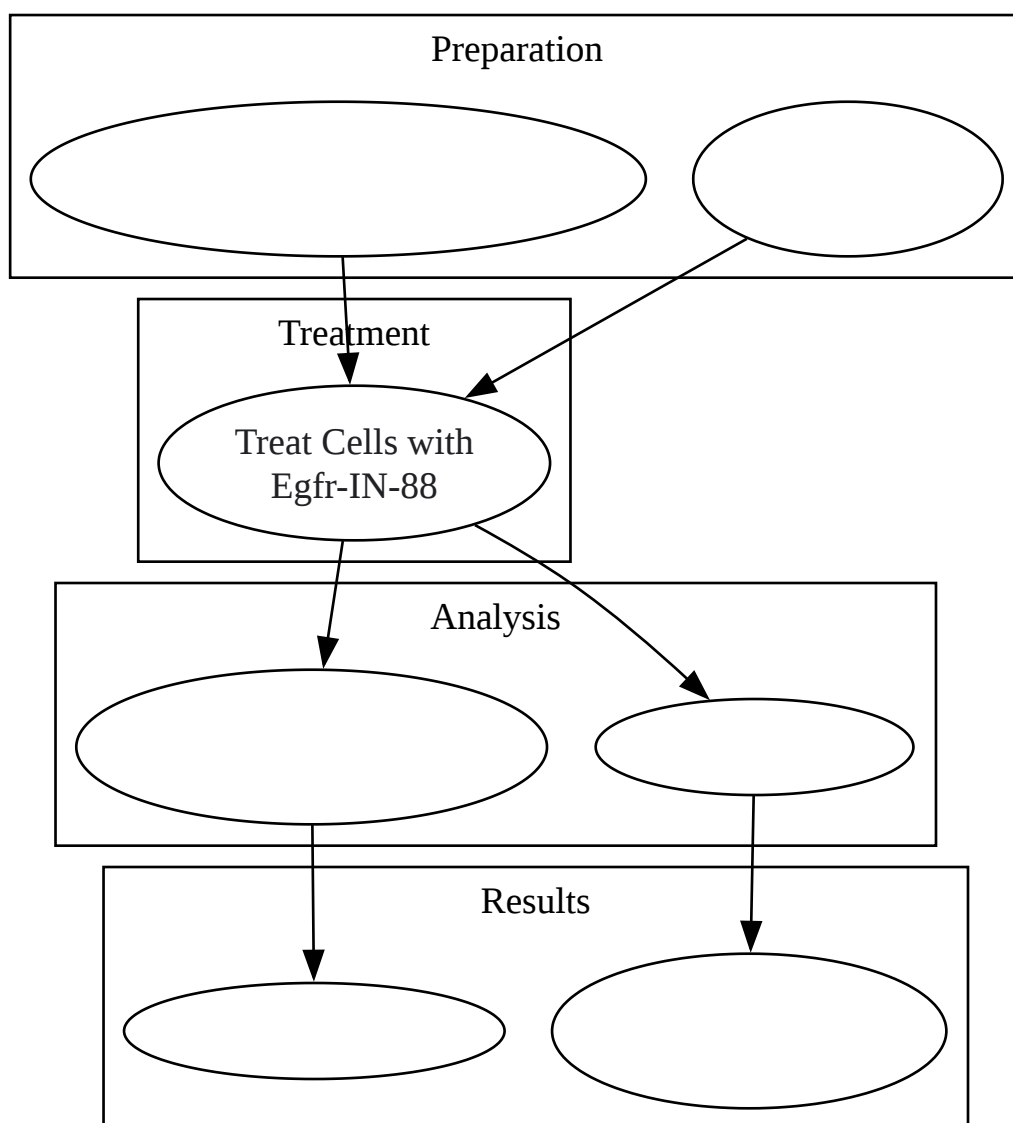 Preparation
Treatment
Treat Cells with
Egfr-IN-88
Analysis
Results